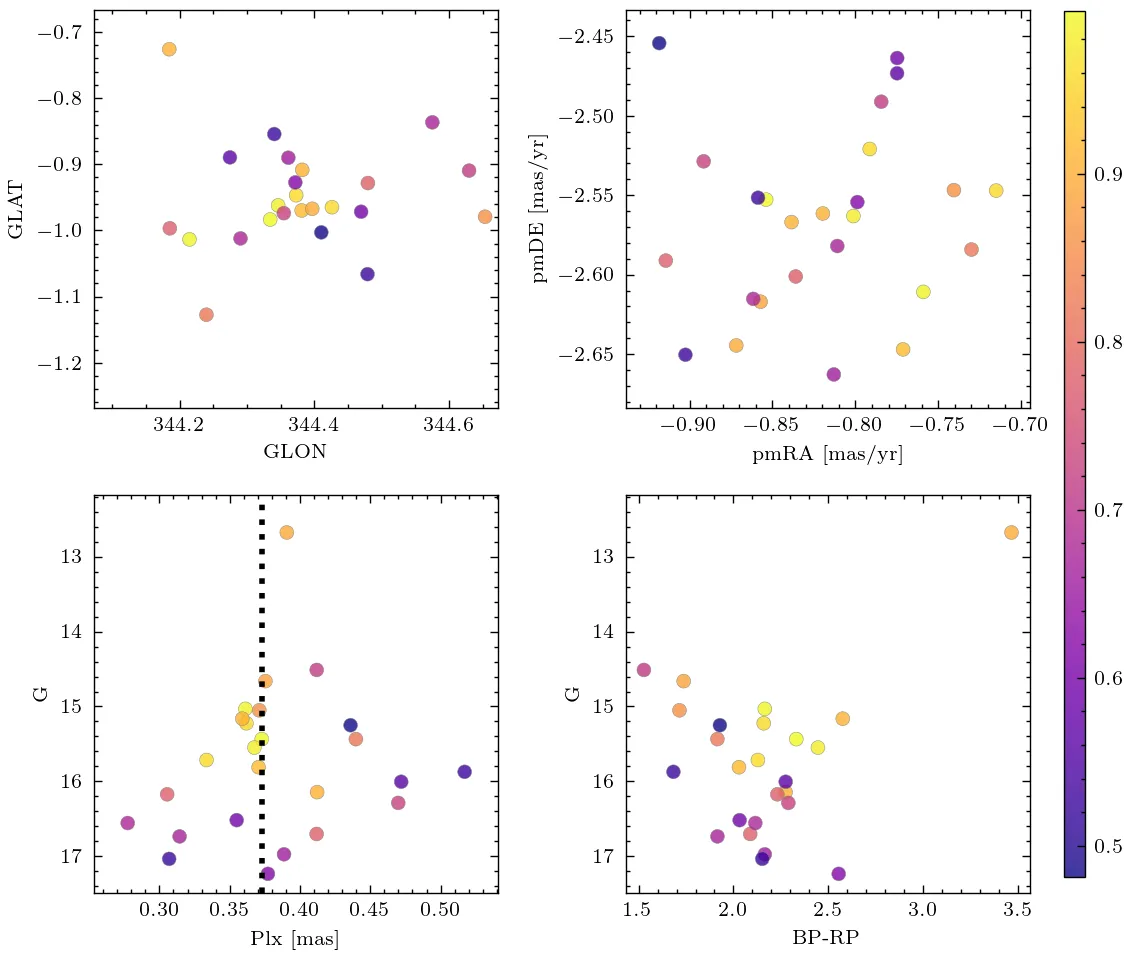 −0.7
−0.8
−0.9
−1.0
−1.1
−1.2
GLAT
344.2 344.4 344.6
GLON
−2.45
−2.50
−2.55
−2.60
−2.65
pmDE [mas/yr]
−0.90 −0.85 −0.80 −0.75 −0.70
pmRA [mas/yr]
13
14
15
16
17
G
0.30 0.35 0.40 0.45 0.50
Plx [mas]
13
14
15
16
17
G
1.5 2.0 2.5 3.0 3.5
BP-RP
0.9
0.8
0.7
0.6
0.5